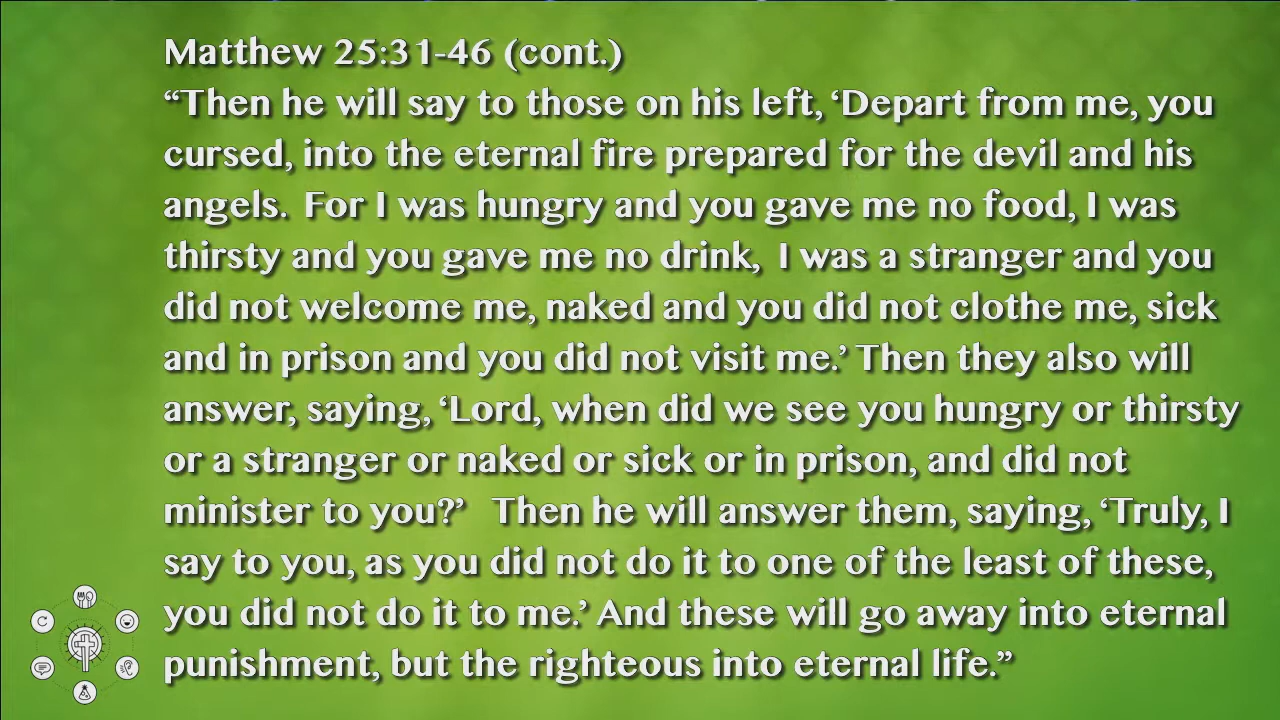 Matthew 25:31-46 (cont.)
“Then he will say to those on his left, ‘Depart from me, you
cursed, into the eternal fire prepared for the devil and his
angels.  For I was hungry and you gave me no food, I was
thirsty and you gave me no drink,  I was a stranger and you
did not welcome me, naked and you did not clothe me, sick
and in prison and you did not visit me.’ Then they also will
answer, saying, ‘Lord, when did we see you hungry or thirsty
or a stranger or naked or sick or in prison, and did not
minister to you?’   Then he will answer them, saying, ‘Truly, I
say to you, as you did not do it to one of the least of these,
you did not do it to me.’ And these will go away into eternal
punishment, but the righteous into eternal life.”